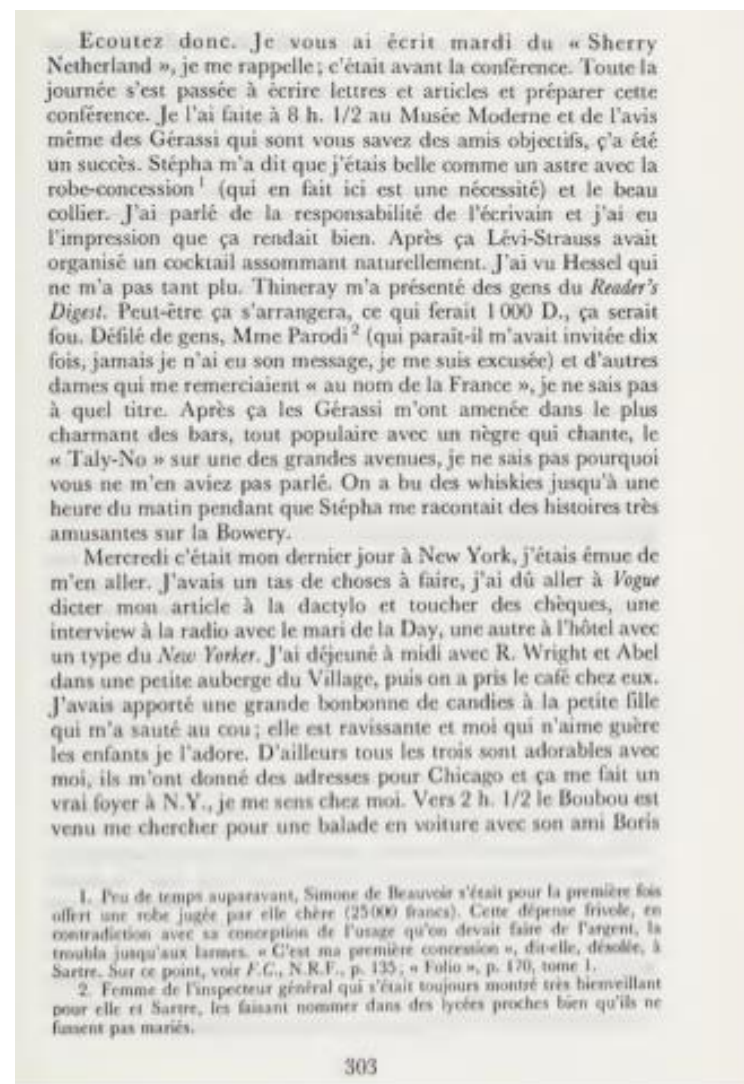 Ecoutez donc. Je vous ai écrit mardi du « Sherry
Netherland », je me rappelle ; c'était avant la conférence. Toute la
journée s'est passée à écrire lettres et articles et préparer cette
conférence. Je l'ai faite à 8 h. 1/2 au Musée Moderne et de l'avis
même des Gérassi qui sont vous savez des amis objectifs, ç'a été
un succès. Stépha m'a dit que j'étais belle comme un astre avec la
robe-concession 1 (qui en fait ici est une nécessité) et le beau
collier. J'ai parlé de la responsabilité de l'écrivain et j'ai eu
l'impression que ça rendait bien. Après ça Lévi-Strauss avait
organisé un cocktail assommant naturellement. J'ai vu Hessel qui
ne m'a pas tant plu. Thineray m'a présenté des gens du Reader's
Digest. Peut-être ça s'arrangera, ce qui ferait 1 000 D., ça serait
fou. Défilé de gens, Mme Parodi 2 (qui paraît-il m'avait invitée dix
fois, jamais je n'ai eu son message, je me suis excusée) et d'autres
dames qui me remerciaient « au nom de la France », je ne sais pas
à quel titre. Après ça les Gérassi m'ont amenée dans le plus
charmant des bars, tout populaire avec un nègre qui chante, le
« Taly-No » sur une des grandes avenues, je ne sais pas pourquoi
vous ne m'en aviez pas parlé. On a bu des whiskies jusqu'à une
heure du matin pendant que Stépha me racontait des histoires très
amusantes sur la Bowery.
Mercredi c'était mon dernier jour à New York, j'étais émue de
m'en aller. J'avais un tas de choses à faire, j'ai dû aller à Vogue
dicter mon article à la dactylo et toucher des chèques, une
interview à la radio avec le mari de la Day, une autre à l'hôtel avec
un type du New Yorker. J'ai déjeuné à midi avec R. Wright et Abel
dans une petite auberge du Village, puis on a pris le café chez eux.
J'avais apporté une grande bonbonne de candies à la petite fille
qui m'a sauté au cou ; elle est ravissante et moi qui n'aime guère
les enfants je l'adore. D'ailleurs tous les trois sont adorables avec
moi, ils m'ont donné des adresses pour Chicago et ça me fait un
vrai foyer à N.Y., je me sens chez moi. Vers 2 h. 1/2 le Boubou est
venu me chercher pour une balade en voiture avec son ami Boris
1. Peu de temps auparavant, Simone de Beauvoir s'était pour la première fois
offert une robe jugée par elle chère (25 000 francs). Cette dépense frivole, en
contradiction avec sa conception de l'usage qu'on devait faire de l'argent, la
troubla jusqu'aux larmes. « C'est ma première concession », dit-elle, désolée, à
Sartre. Sur ce point, voir F.C., N.R.F., p. 135 ; « Folio », p. 170, tome 1.
2. Femme de l'inspecteur général qui s'était toujours montré très bienveillant
pour elle et Sartre, les faisant nommer dans des lycées proches bien qu'ils ne
fussent pas mariés.
303